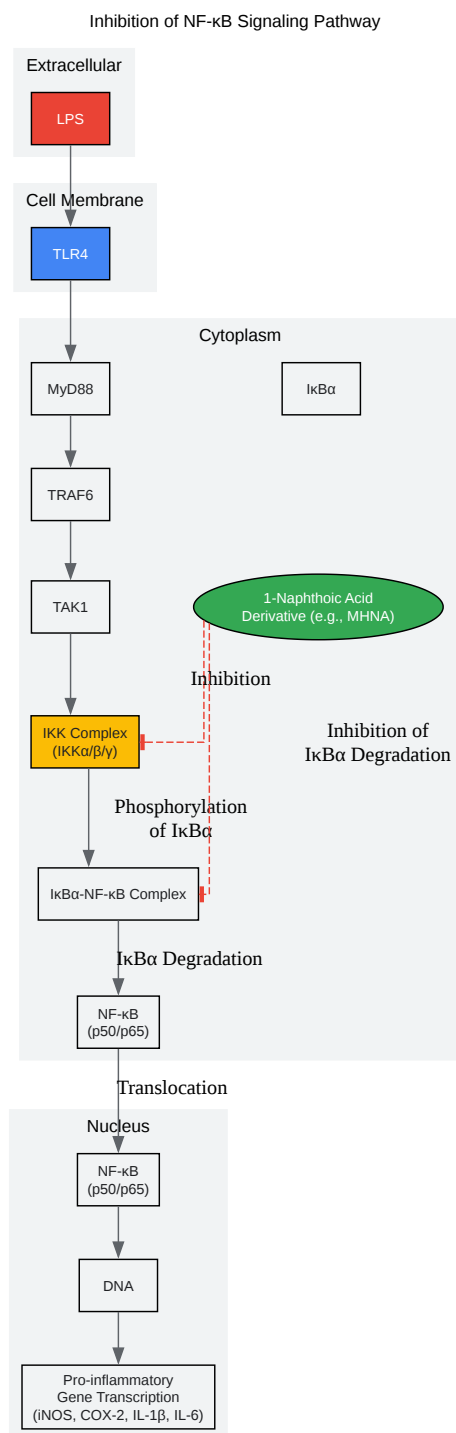 Inhibition of NF-κB Signaling Pathway
Extracellular
LPS
Cell Membrane
TLR4
Cytoplasm
MyD88
IκBα
TRAF6
TAK1
1-Naphthoic Acid
Derivative (e.g., MHNA)
Inhibition
IKK Complex
(IKKα/β/γ)
Inhibition of
IκBα Degradation
Phosphorylation
of IκBα
IκBα-NF-κB Complex
IκBα Degradation
NF-κB
(p50/p65)
Translocation
Nucleus
NF-κB
(p50/p65)
DNA
Pro-inflammatory
Gene Transcription
(iNOS, COX-2, IL-1β, IL-6)